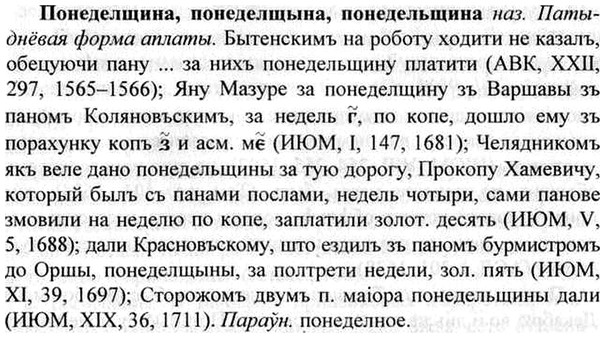 Понеделщина, понеделщына, понедельщина наз. Паты-
днёвая форма аплаты. Бытенскимъ на роботу ходити не казалъ,
обецуючи пану ... за нихъ понедельщину платити (АВК, XXII,
297, 1565–1566); Яну Мазуре за понеделщину зъ Варшавы зъ
паномъ Коляновъскимъ, за недель г҃, по копе, дошло ему зъ
порахунку копъ з҃ и асм. мє҃ (ИЮМ, I, 147, 1681); Челядникомъ
якъ веле дано понедельщины за тую дорогу, Прокопу Хамевичу,
который былъ съ панами послами, недель чотыри, сами панове
змовили на неделю по копе, заплатили золот. десять (ИЮМ, V,
5, 1688); дали Красновъскому, што ездилъ зъ паномъ бурмистромъ
до Оршы, понеделщыны, за полтрети недели, зол. пять (ИЮМ,
XI, 39, 1697); Сторожомъ двумъ п. маіора понедельщины дали
(ИЮМ, XIX, 36, 1711). Параўн. понеделное.